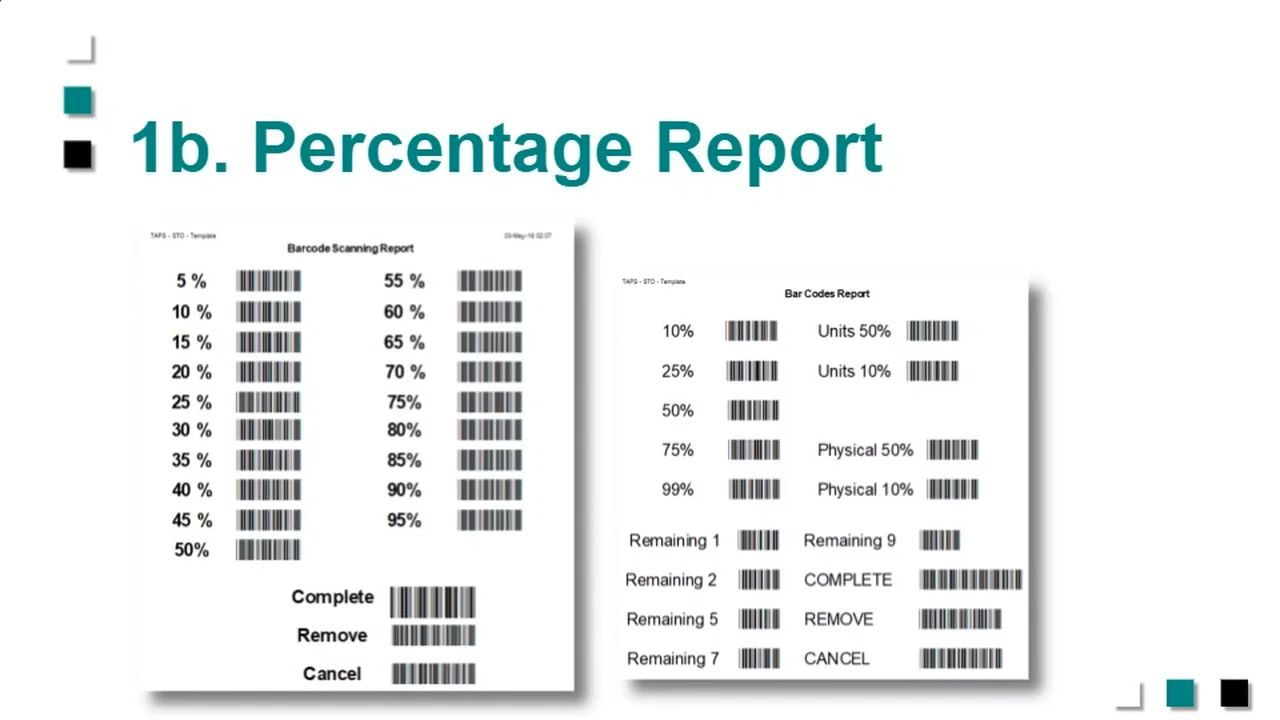 1b. Percentage Report
TAPS - STO - Template
Barcode Scanning Report
5 % 55 %
10 % 60 %
15 % 65 %
20 % 70 %
25 % 75%
30 % 80%
35 % 85%
40 % 90%
45 % 95%
50%
Complete
Remove
Cancel
TAPS - STO - Template
Bar Codes Report
10% Units 50%
25% Units 10%
50%
75% Physical 50%
99% Physical 10%
Remaining 1 Remaining 9
Remaining 2 COMPLETE
Remaining 5 REMOVE
Remaining 7 CANCEL